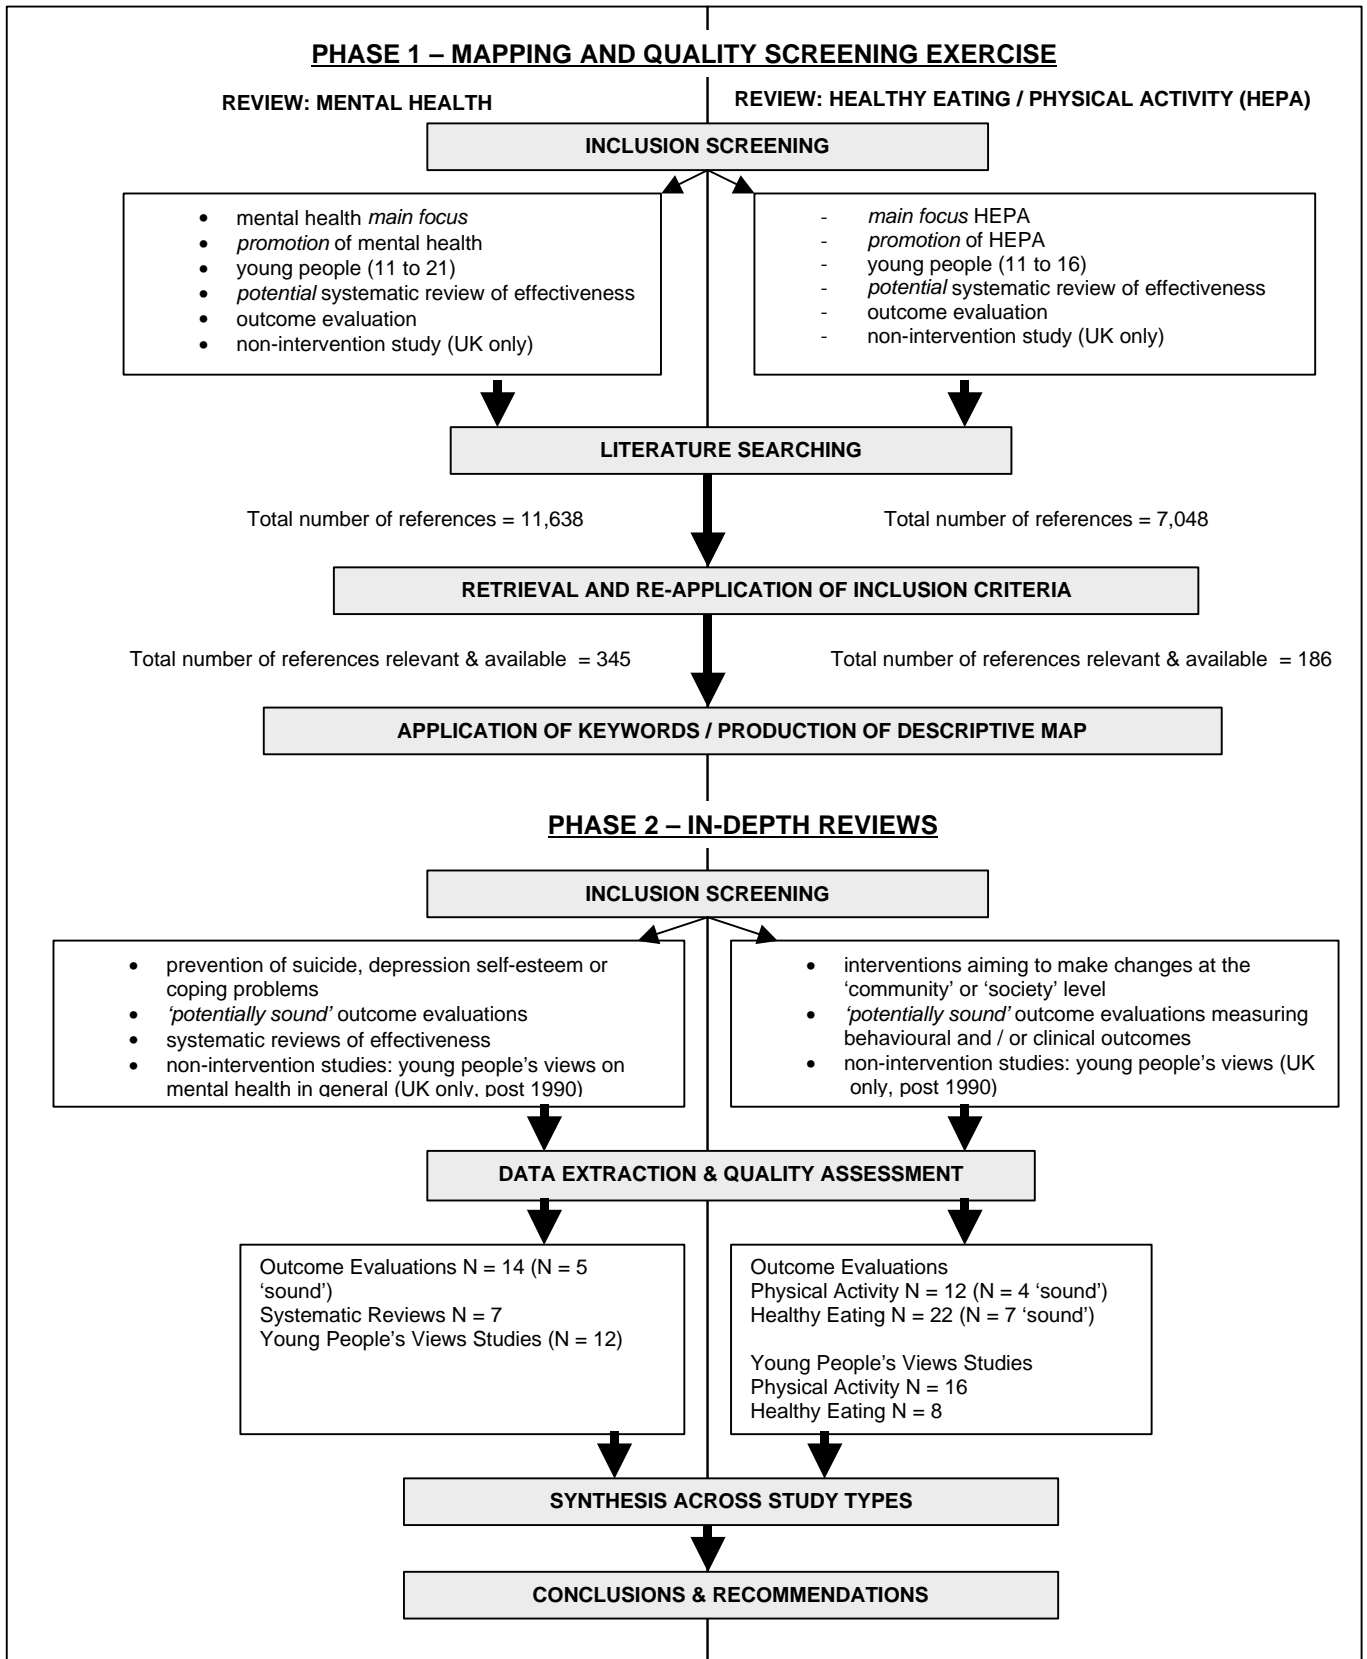 PHASE 1 – MAPPING AND QUALITY SCREENING EXERCISE
REVIEW: MENTAL HEALTH
REVIEW: HEALTHY EATING / PHYSICAL ACTIVITY (HEPA)
INCLUSION SCREENING
• mental health main focus
• promotion of mental health
• young people (11 to 21)
• potential systematic review of effectiveness
• outcome evaluation
• non-intervention study (UK only)
- main focus HEPA
- promotion of HEPA
- young people (11 to 16)
- potential systematic review of effectiveness
- outcome evaluation
- non-intervention study (UK only)
LITERATURE SEARCHING
Total number of references = 11,638
Total number of references = 7,048
RETRIEVAL AND RE-APPLICATION OF INCLUSION CRITERIA
Total number of references relevant & available = 345
Total number of references relevant & available = 186
APPLICATION OF KEYWORDS / PRODUCTION OF DESCRIPTIVE MAP
PHASE 2 – IN-DEPTH REVIEWS
INCLUSION SCREENING
• prevention of suicide, depression self-esteem or
coping problems
• ‘potentially sound’ outcome evaluations
• systematic reviews of effectiveness
• non-intervention studies: young people’s views on
mental health in general (UK only, post 1990)
• interventions aiming to make changes at the
‘community’ or ‘society’ level
• ‘potentially sound’ outcome evaluations measuring
behavioural and / or clinical outcomes
• non-intervention studies: young people’s views (UK
only, post 1990)
DATA EXTRACTION & QUALITY ASSESSMENT
Outcome Evaluations N = 14 (N = 5
‘sound’)
Systematic Reviews N = 7
Young People’s Views Studies (N = 12)
Outcome Evaluations
Physical Activity N = 12 (N = 4 ‘sound’)
Healthy Eating N = 22 (N = 7 ‘sound’)
Young People’s Views Studies
Physical Activity N = 16
Healthy Eating N = 8
SYNTHESIS ACROSS STUDY TYPES
CONCLUSIONS & RECOMMENDATIONS